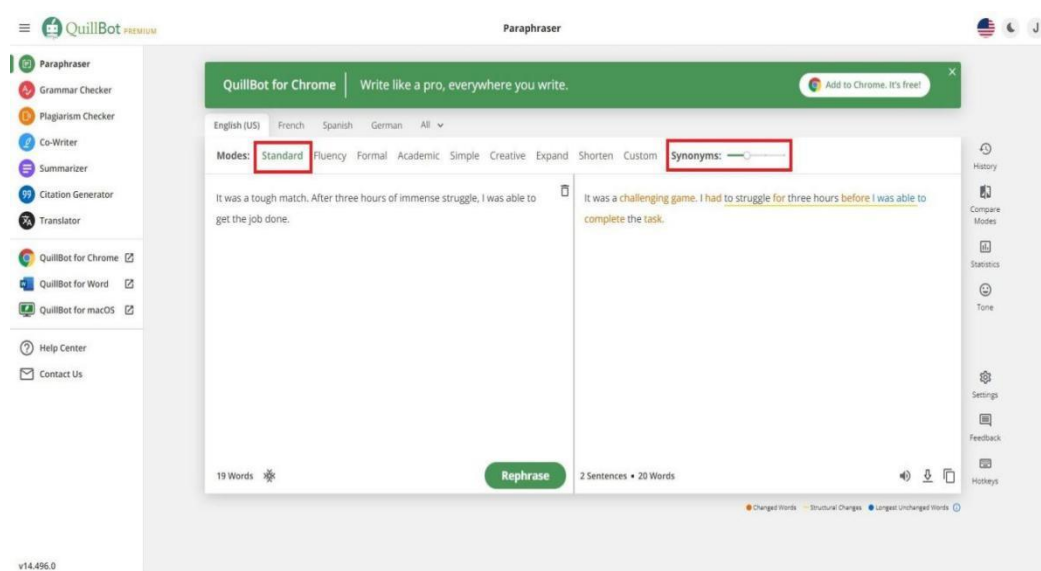 QuillBot PREMIUM
Paraphraser
J
Paraphraser
Grammar Checker
Plagiarism Checker
Co-Writer
Summarizer
Citation Generator
Translator
QuillBot for Chrome
QuillBot for Word
QuillBot for macOS
Help Center
Contact Us
v14.496.0
QuillBot for Chrome Write like a pro, everywhere you write.
Add to Chrome. It's free!
English (US) French Spanish German All
Modes: Standard Fluency Formal Academic Simple Creative Expand Shorten Custom Synonyms:
It was a tough match. After three hours of immense struggle, I was able to
get the job done.
19 Words
Rephrase
It was a challenging game. I had to struggle for three hours before I was able to
complete the task.
2 Sentences • 20 Words
Changed Words Structural Changes Longest Unchanged Words
History
Compare
Modes
Statistics
Tone
Settings
Feedback
Hotkeys